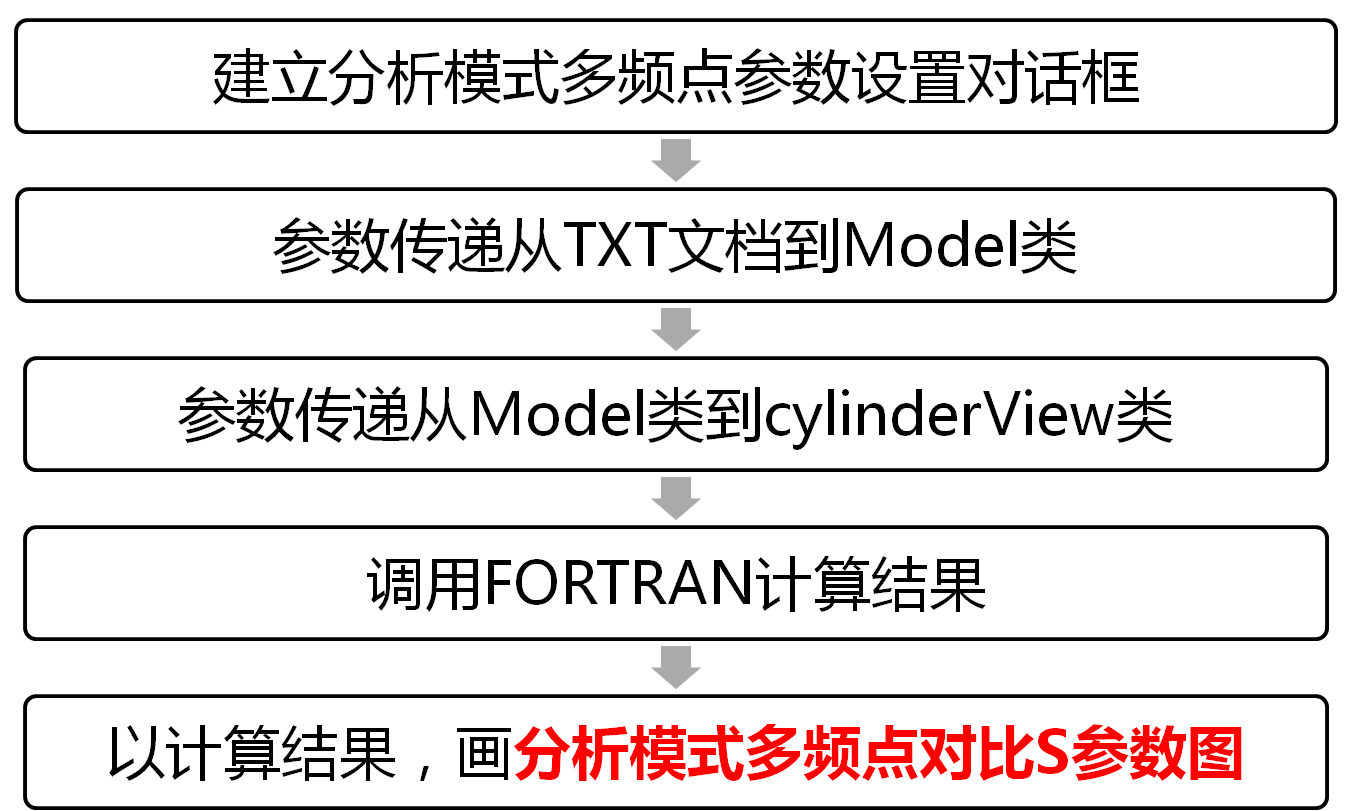 建立分析模式多频点参数设置对话框
参数传递从TXT文档到Model类
参数传递从Model类到cylinderView类
调用FORTRAN计算结果
以计算结果，画分析模式多频点对比S参数图